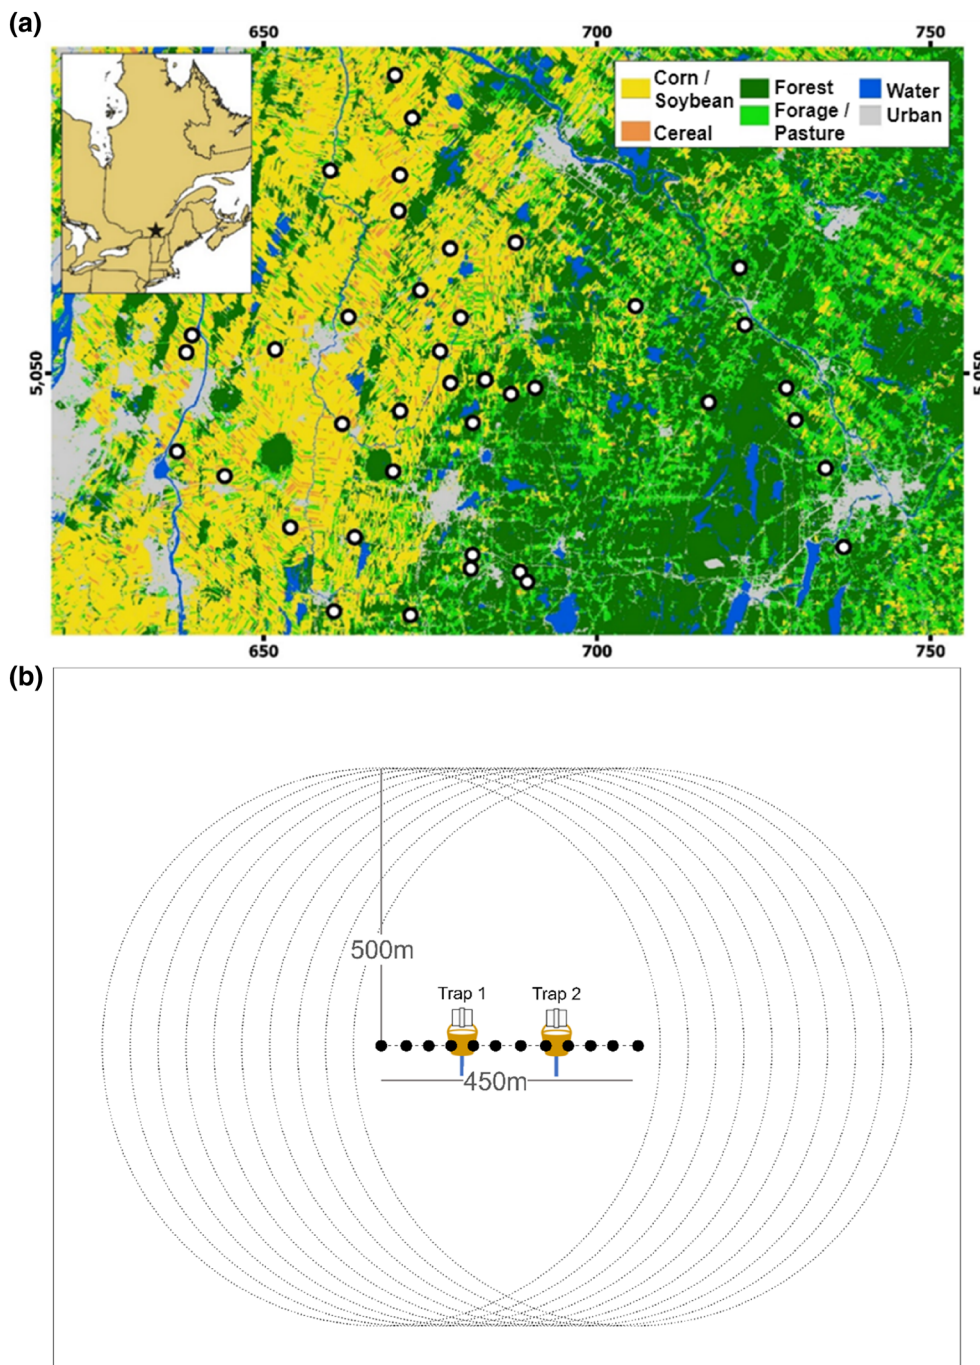 (a)
650 700 750
Corn / Soybean
Cereal
Forest
Forage / Pasture
Water
Urban
5,050
5,050
650 700 750
(b)
500m
Trap 1 Trap 2
450m